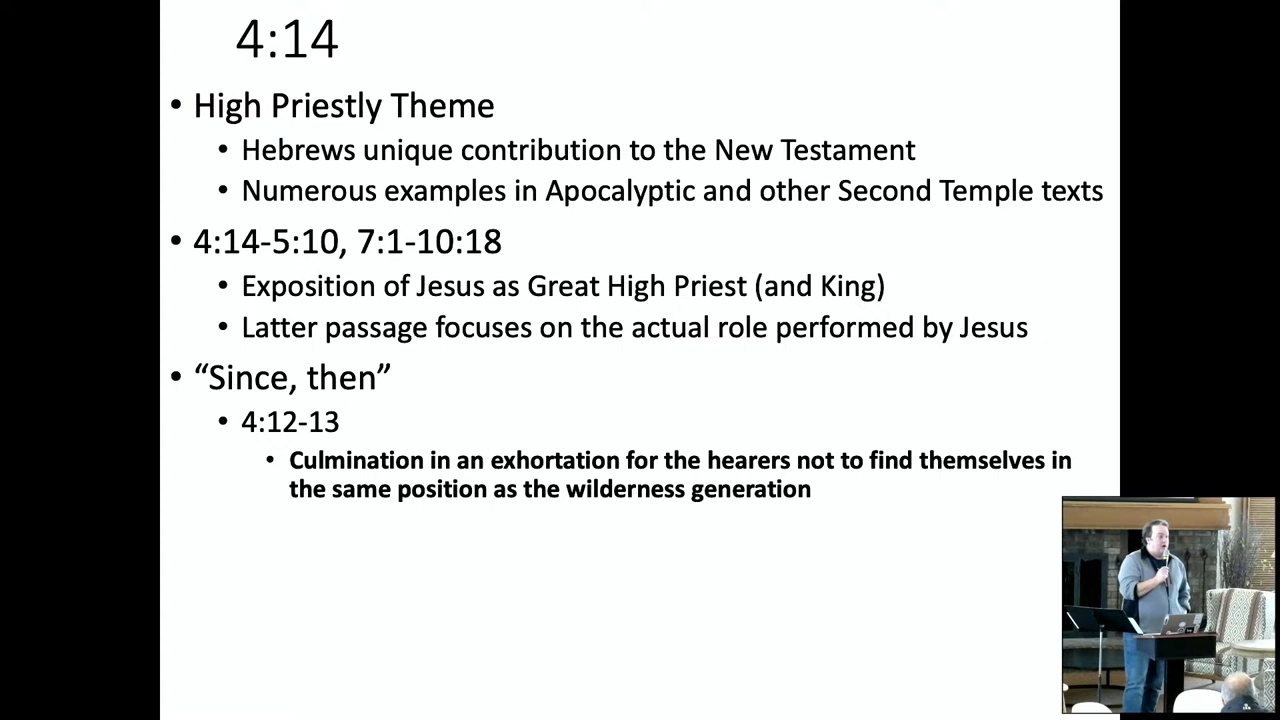 4:14
• High Priestly Theme
• Hebrews unique contribution to the New Testament
• Numerous examples in Apocalyptic and other Second Temple texts
• 4:14-5:10, 7:1-10:18
• Exposition of Jesus as Great High Priest (and King)
• Latter passage focuses on the actual role performed by Jesus
• “Since, then”
• 4:12-13
• Culmination in an exhortation for the hearers not to find themselves in
the same position as the wilderness generation